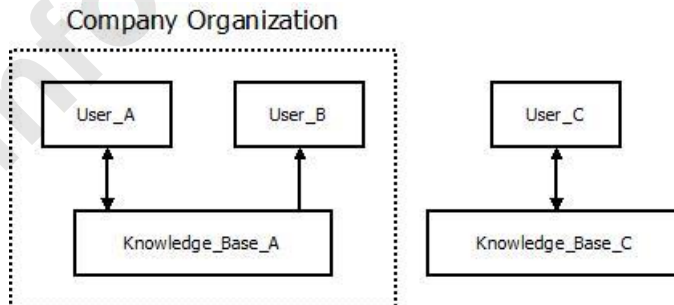 Company Organization
User_A
User_B
User_C
Knowledge_Base_A
Knowledge_Base_C